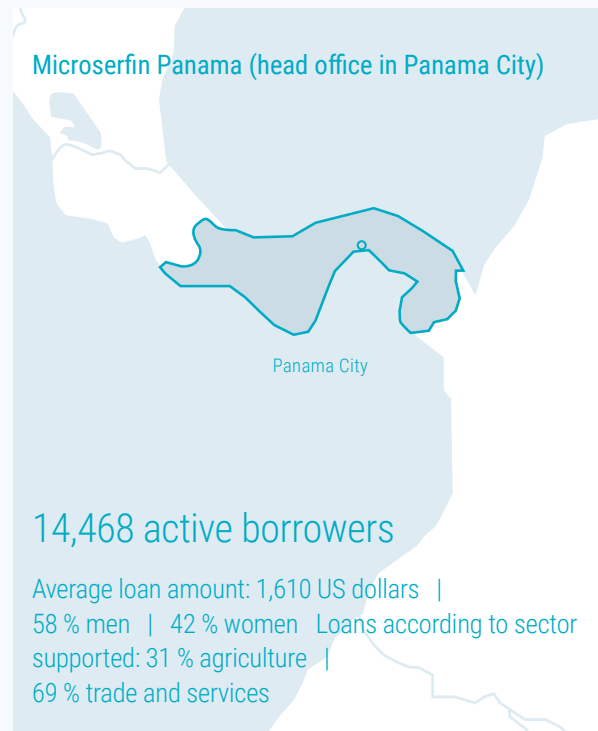 Microserfin Panama (head office in Panama City)
Panama City
14,468 active borrowers
Average loan amount: 1,610 US dollars |
58 % men | 42 % women Loans according to sector
supported: 31 % agriculture |
69 % trade and services